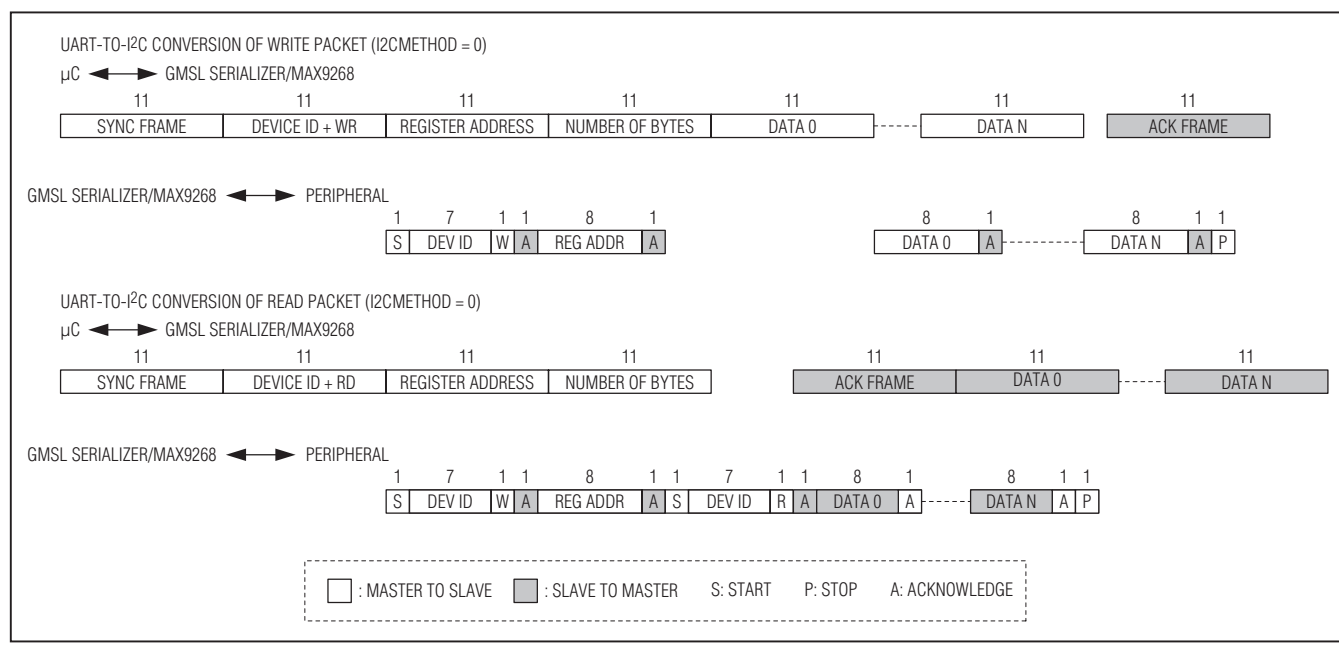 UART-TO-I2C CONVERSION OF WRITE PACKET (I2CMETHOD = 0)
µC GMSL SERIALIZER/MAX9268
11 11 11 11 11 11 11
SYNC FRAME DEVICE ID + WR REGISTER ADDRESS NUMBER OF BYTES DATA 0 DATA N ACK FRAME
GMSL SERIALIZER/MAX9268 PERIPHERAL
1 7 1 1 8 1 8 1 8 1 1
S DEV ID W A REG ADDR A DATA 0 A DATA N A P
UART-TO-I2C CONVERSION OF READ PACKET (I2CMETHOD = 0)
µC GMSL SERIALIZER/MAX9268
11 11 11 11 11 11 11
SYNC FRAME DEVICE ID + RD REGISTER ADDRESS NUMBER OF BYTES ACK FRAME DATA 0 DATA N
GMSL SERIALIZER/MAX9268 PERIPHERAL
1 7 1 1 8 1 1 7 1 1 8 1 8 1 1
S DEV ID W A REG ADDR A S DEV ID R A DATA 0 A DATA N A P
: MASTER TO SLAVE : SLAVE TO MASTER S: START P: STOP A: ACKNOWLEDGE